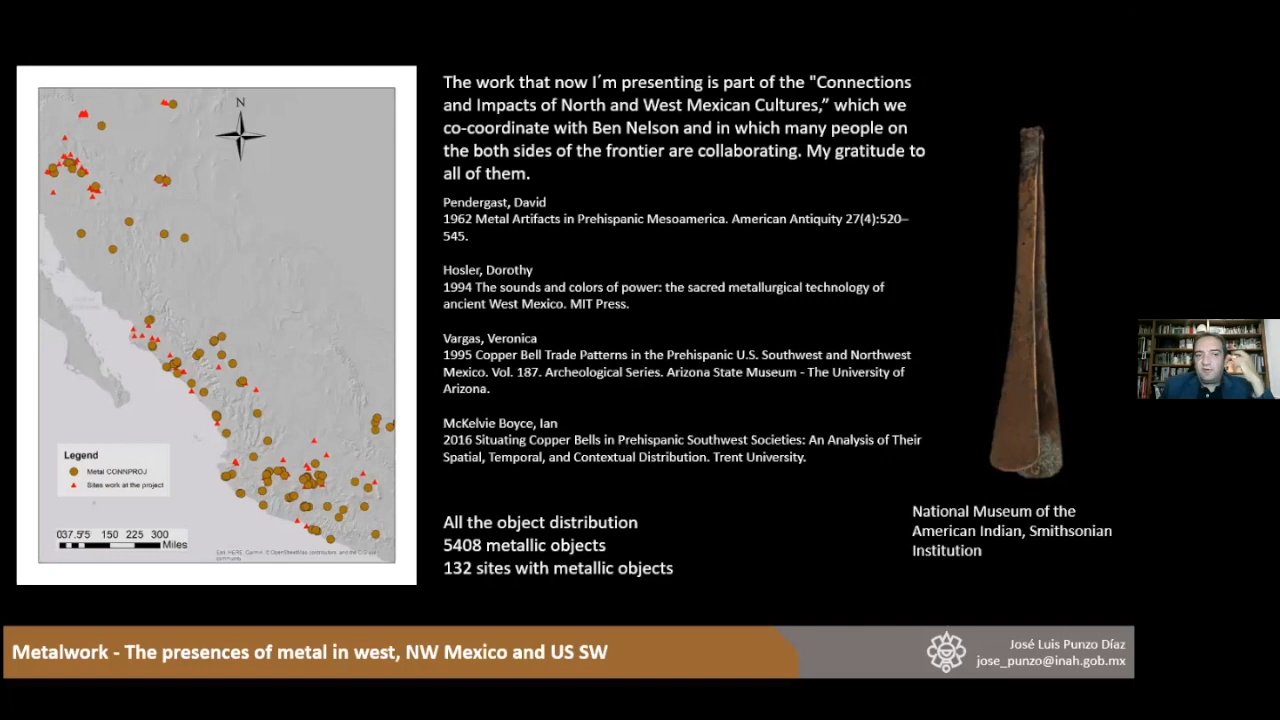 N
Legend
Metal CONNPROJ
Sites work at the project
037.575 150 225 300
Miles
The work that now I´m presenting is part of the "Connections
and Impacts of North and West Mexican Cultures,” which we
co-coordinate with Ben Nelson and in which many people on
the both sides of the frontier are collaborating. My gratitude to
all of them.
Pendergast, David
1962 Metal Artifacts in Prehispanic Mesoamerica. American Antiquity 27(4):520–
545.
Hosler, Dorothy
1994 The sounds and colors of power: the sacred metallurgical technology of
ancient West Mexico. MIT Press.
Vargas, Veronica
1995 Copper Bell Trade Patterns in the Prehispanic U.S. Southwest and Northwest
Mexico. Vol. 187. Archeological Series. Arizona State Museum - The University of
Arizona.
McKelvie Boyce, Ian
2016 Situating Copper Bells in Prehispanic Southwest Societies: An Analysis of Their
Spatial, Temporal, and Contextual Distribution. Trent University.
All the object distribution
5408 metallic objects
132 sites with metallic objects
National Museum of the
American Indian, Smithsonian
Institution
Metalwork - The presences of metal in west, NW Mexico and US SW
José Luis Punzo Díaz
jose_punzo@inah.gob.mx